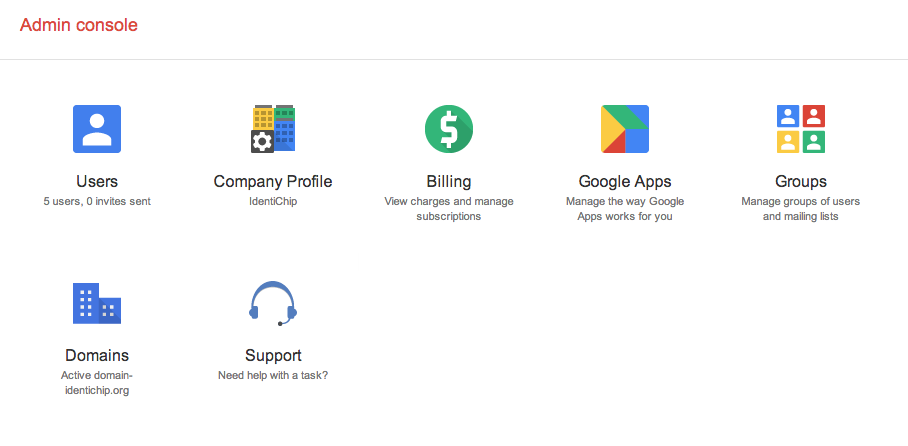 Admin console
Users
5 users, 0 invites sent
Company Profile
IdentiChip
Billing
View charges and manage
subscriptions
Google Apps
Manage the way Google
Apps works for you
Groups
Manage groups of users
and mailing lists
Domains
Active domain-
identichip.org
Support
Need help with a task?